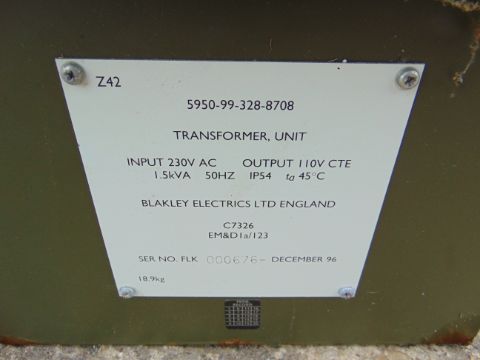 Z42
5950-99-328-8708
TRANSFORMER, UNIT
INPUT 230V AC OUTPUT 110V CTE
1.5kVA 50HZ IP54 ta 45°C
BLAKLEY ELECTRICS LTD ENGLAND
C7326
EM&D1a/123
SER NO. FLK 000676- DECEMBER 96
18.9kg